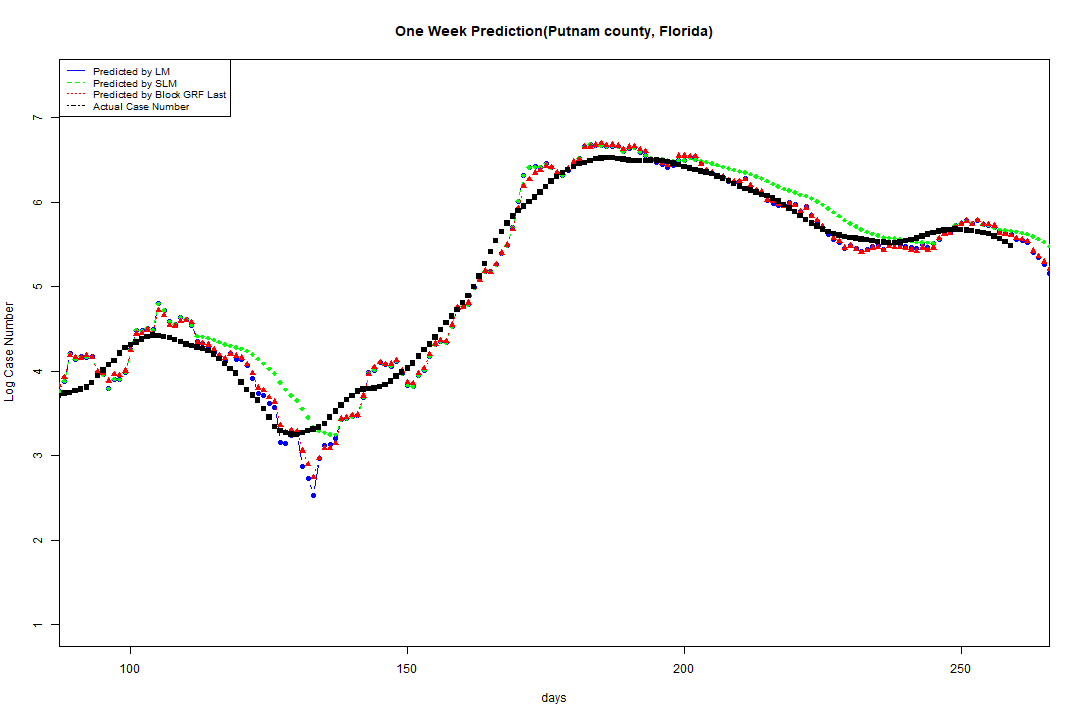 One Week Prediction(Putnam county, Florida)
Predicted by LM
Predicted by SLM
Predicted by Block GRF Last
Actual Case Number
Log Case Number
7
6
5
4
3
2
1
100
150
200
250
days